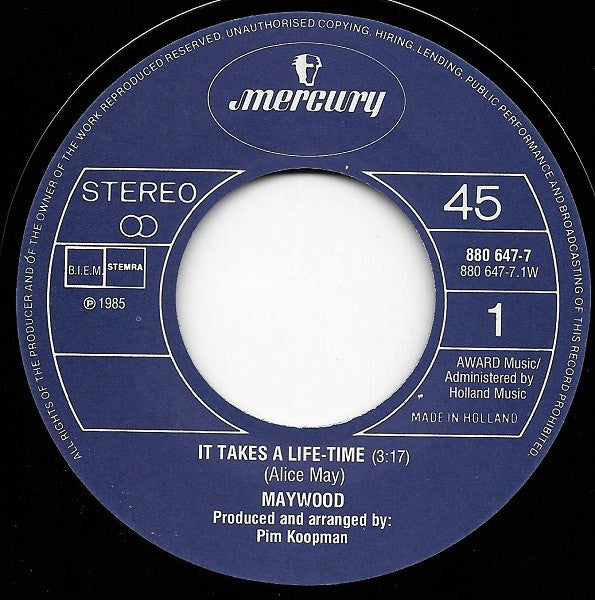 ALL RIGHTS OF THE PRODUCER AND OF THE OWNER OF THE WORK REPRODUCED RESERVED. UNAUTHORISED COPYING, HIRING, LENDING, PUBLIC PERFORMANCE AND BROADCASTING OF THIS RECORD PROHIBITED.
mercury
STEREO
45
B.I.E.M. STEMRA
℗ 1985
880 647-7
880 647-7.1W
1
AWARD Music/
Administered by
Holland Music
MADE IN HOLLAND
IT TAKES A LIFE-TIME (3:17)
(Alice May)
MAYWOOD
Produced and arranged by:
Pim Koopman